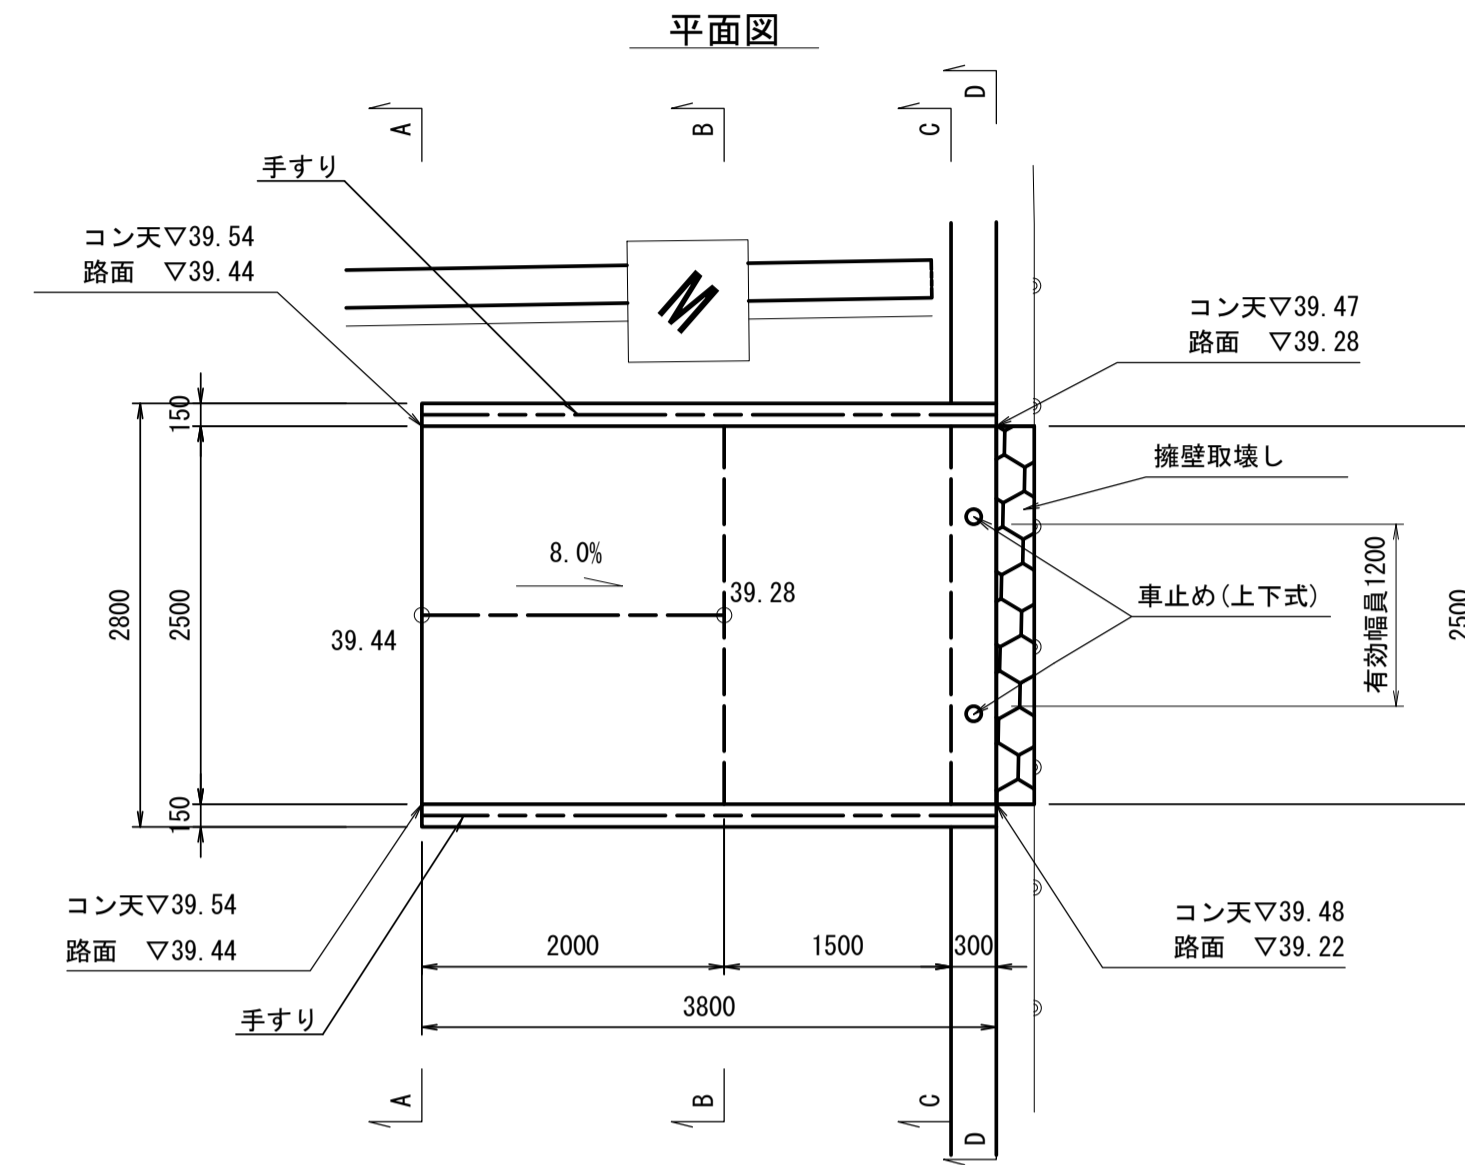 平面図
A
B
C
D
手すり
コン天▽39.54
路面　▽39.44
M
コン天▽39.47
路面　▽39.28
150
擁壁取壊し
8.0%
39.28
39.44
2800
2500
車止め(上下式)
有効幅員1200
2500
150
コン天▽39.54
路面　▽39.44
コン天▽39.48
路面　▽39.22
2000
1500
300
3800
手すり
A
B
C
D